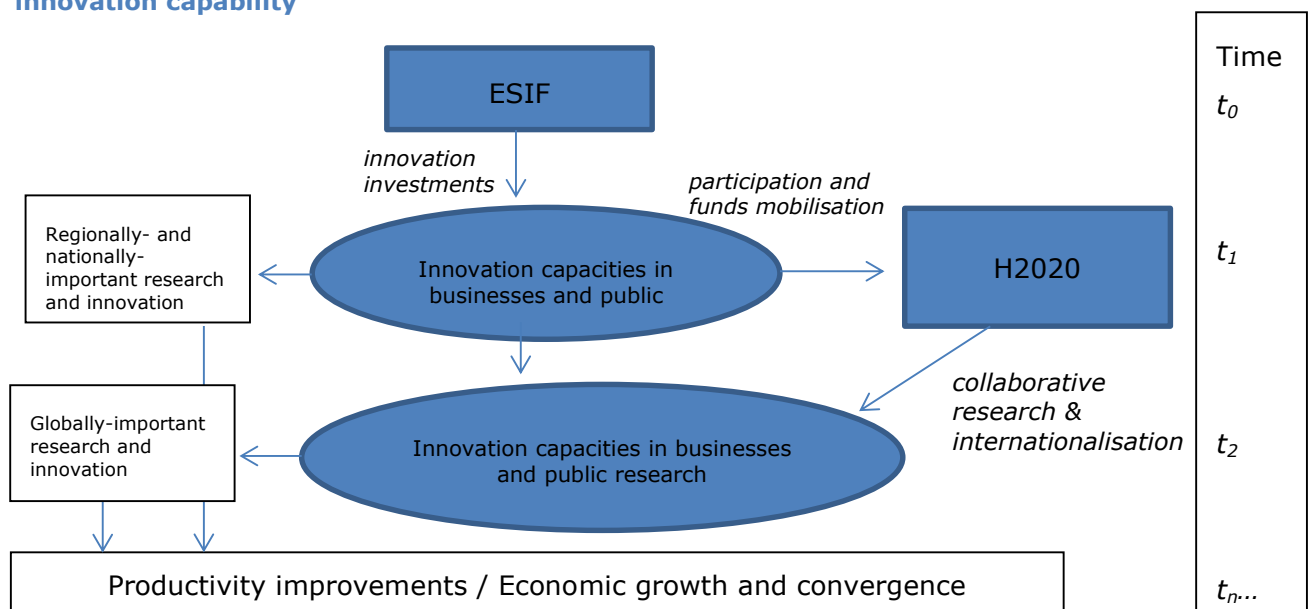 innovation capability
Time
ESIF
t0
innovation
investments
participation and
funds mobilisation
Regionally- and
nationally-
important research
and innovation
Innovation capacities in
businesses and public
H2020
t1
collaborative
research &
internationalisation
Globally-important
research and
innovation
Innovation capacities in businesses
and public research
t2
Productivity improvements / Economic growth and convergence
tn...